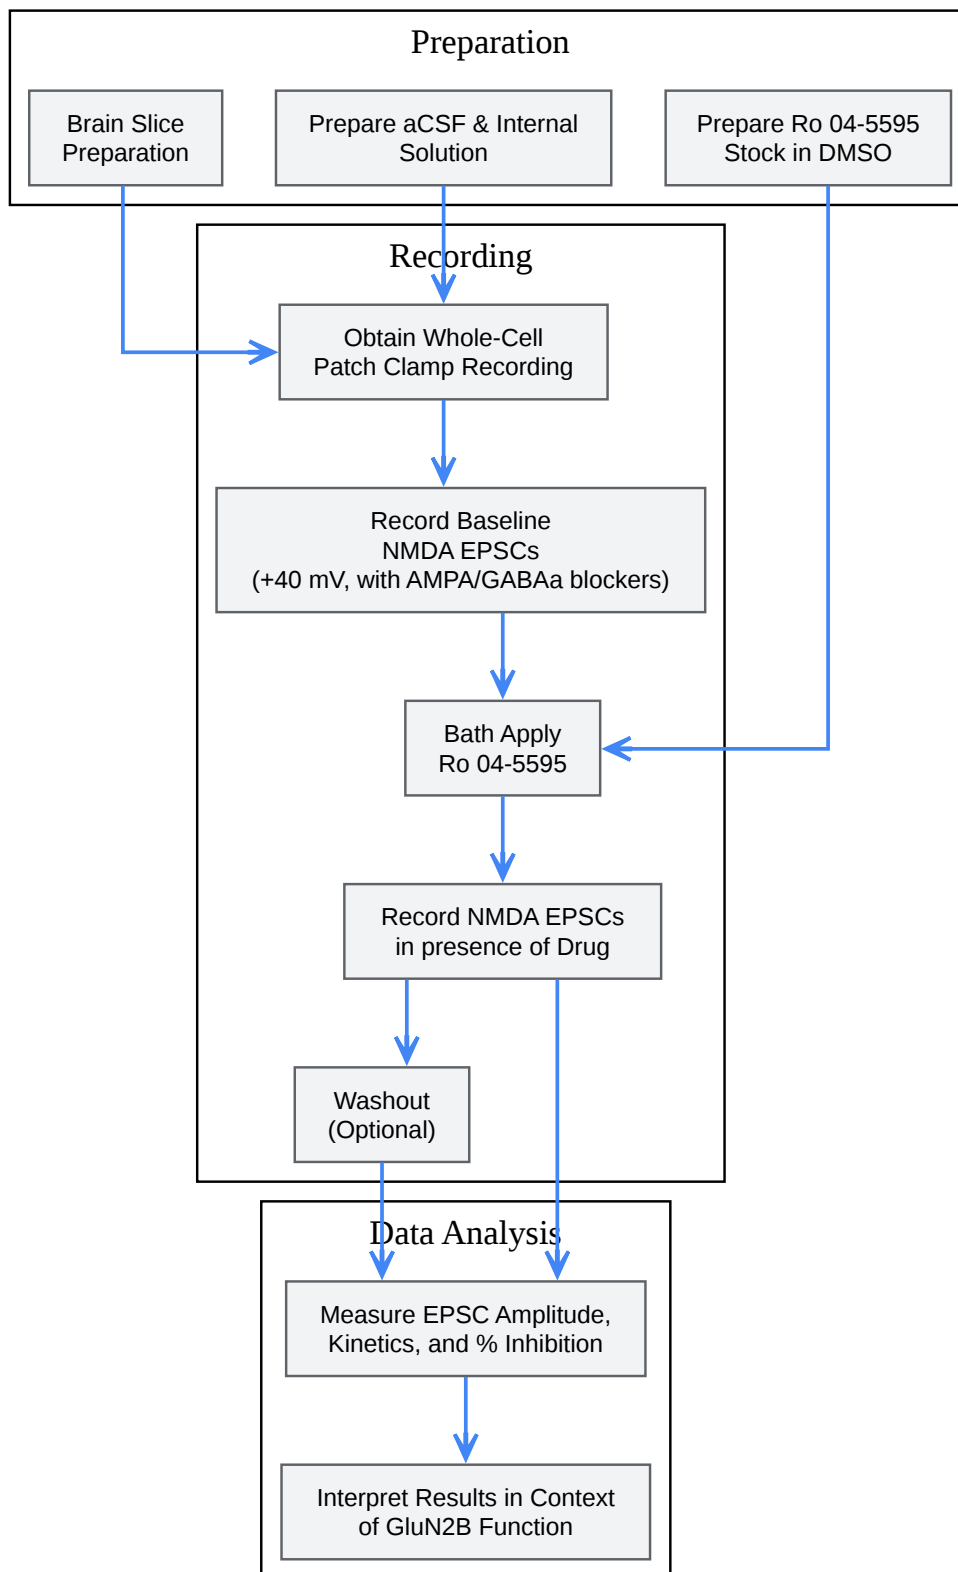 Preparation
Brain Slice
Preparation
Prepare aCSF & Internal
Solution
Prepare Ro 04-5595
Stock in DMSO
Recording
Obtain Whole-Cell
Patch Clamp Recording
Record Baseline
NMDA EPSCs
(+40 mV, with AMPA/GABAa blockers)
Bath Apply
Ro 04-5595
Record NMDA EPSCs
in presence of Drug
Washout
(Optional)
Data Analysis
Measure EPSC Amplitude,
Kinetics, and % Inhibition
Interpret Results in Context
of GluN2B Function